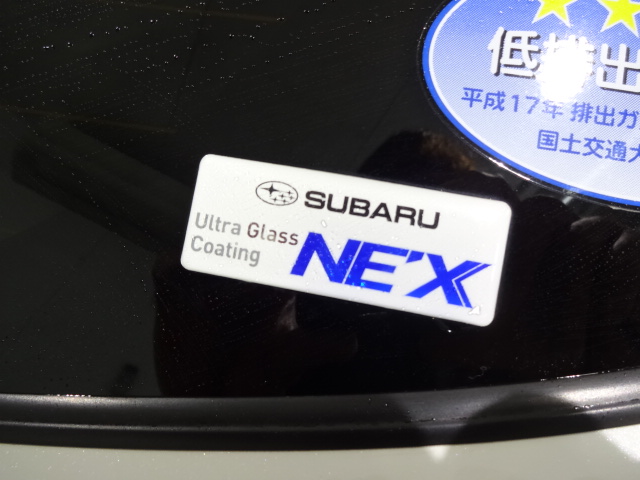 低排出
平成17年 排出ガ
国土交通大
SUBARU
Ultra Glass
Coating
NE'X